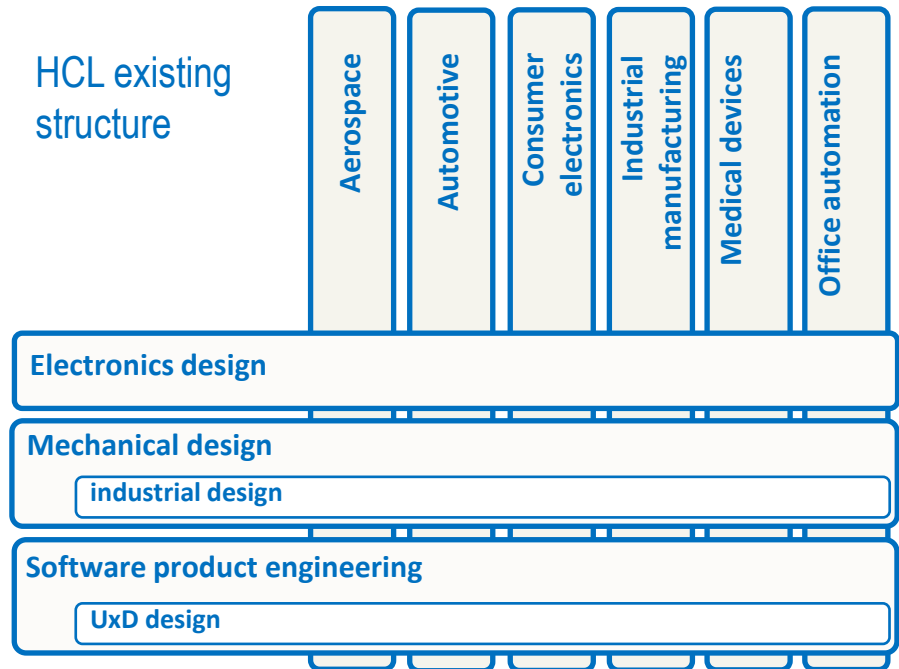 HCL existing
structure
Aerospace
Automotive
Consumer
electronics
Industrial
manufacturing
Medical devices
Office automation
Electronics design
Mechanical design
industrial design
Software product engineering
UxD design